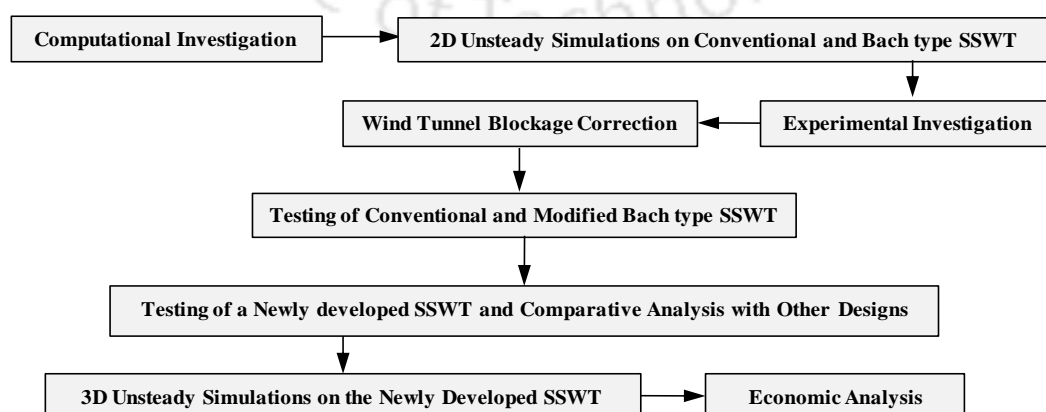 of Techno
Computational Investigation
2D Unsteady Simulations on Conventional and Bach type SSWT
Wind Tunnel Blockage Correction
Experimental Investigation
Testing of Conventional and Modified Bach type SSWT
Testing of a Newly developed SSWT and Comparative Analysis with Other Designs
3D Unsteady Simulations on the Newly Developed SSWT
Economic Analysis